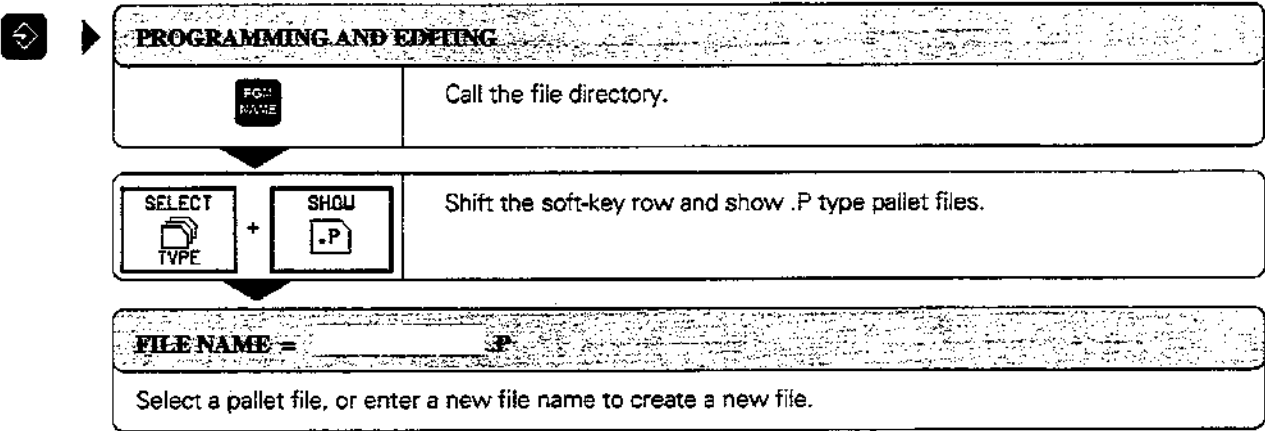 PROGRAMMING AND EDITING
PGM
NAME
Call the file directory.
SELECT
TYPE
+
SHOW
.P
Shift the soft-key row and show .P type pallet files.
FILE NAME = .P
Select a pallet file, or enter a new file name to create a new file.